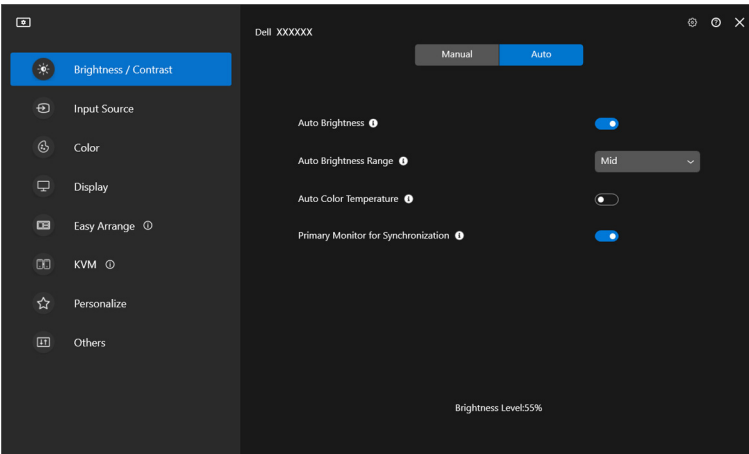 Dell XXXXXX
Manual
Auto
Brightness / Contrast
Input Source
Color
Display
Easy Arrange
KVM
Personalize
Others
Auto Brightness
Auto Brightness Range
Mid
Auto Color Temperature
Primary Monitor for Synchronization
Brightness Level:55%